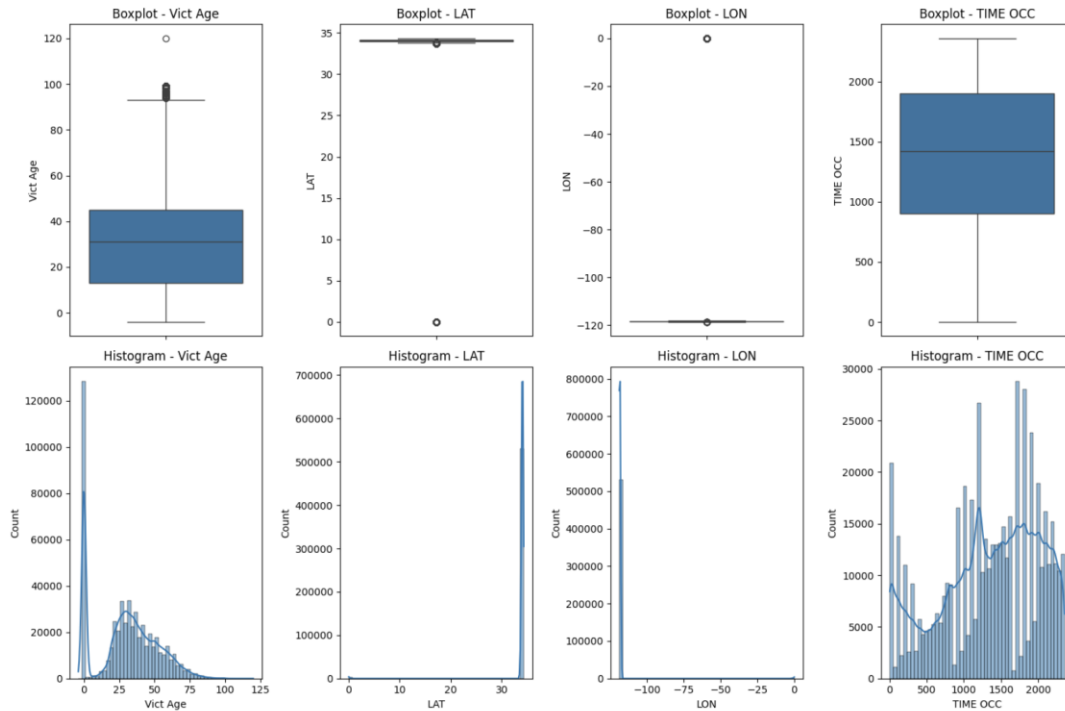 Boxplot - Vict Age
120
100
80
60
40
20
0
Vict Age
Boxplot - LAT
35
30
25
20
15
10
5
0
LAT
Boxplot - LON
0
−20
−40
−60
−80
−100
−120
LON
Boxplot - TIME OCC
2000
1500
1000
500
0
TIME OCC
Histogram - Vict Age
120000
100000
80000
60000
40000
20000
0
Count
0 25 50 75 100 125
Vict Age
Histogram - LAT
700000
600000
500000
400000
300000
200000
100000
0
Count
0 10 20 30
LAT
Histogram - LON
800000
700000
600000
500000
400000
300000
200000
100000
0
Count
−100 −50 0
LON
Histogram - TIME OCC
30000
25000
20000
15000
10000
5000
0
Count
0 500 1000 1500 2000
TIME OCC